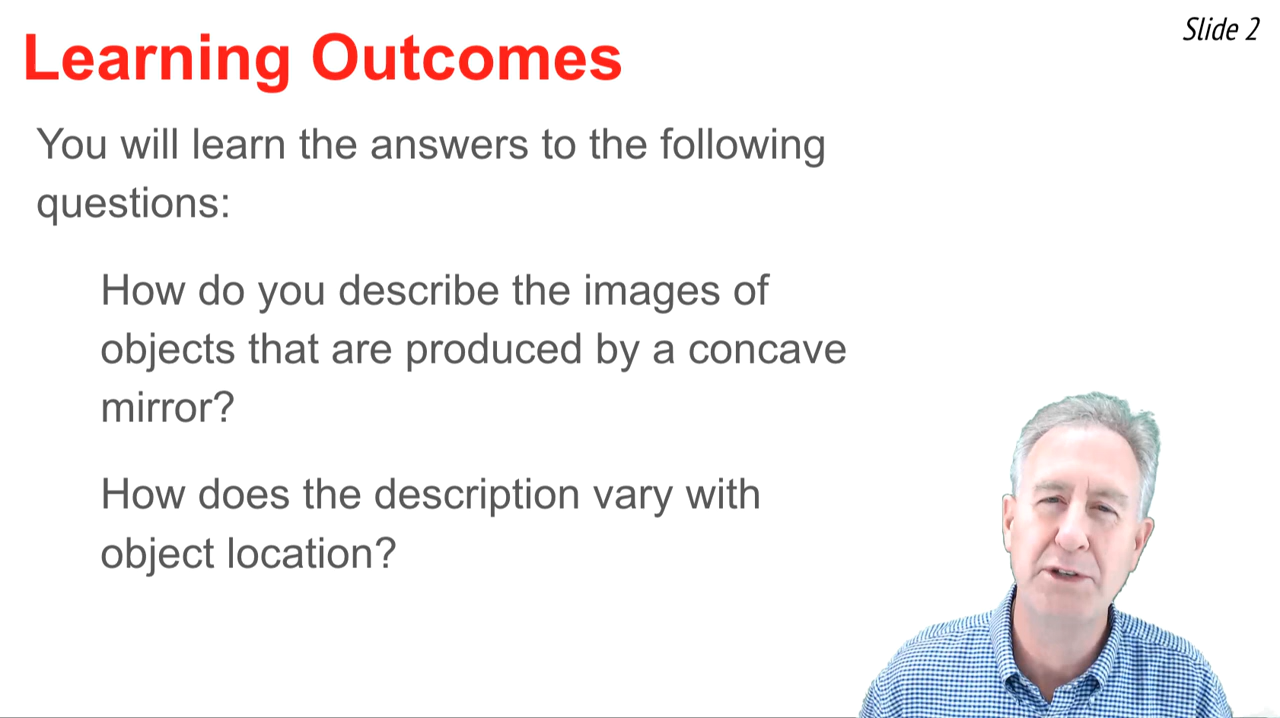 Slide 2
Learning Outcomes
You will learn the answers to the following
questions:
How do you describe the images of
objects that are produced by a concave
mirror?
How does the description vary with
object location?